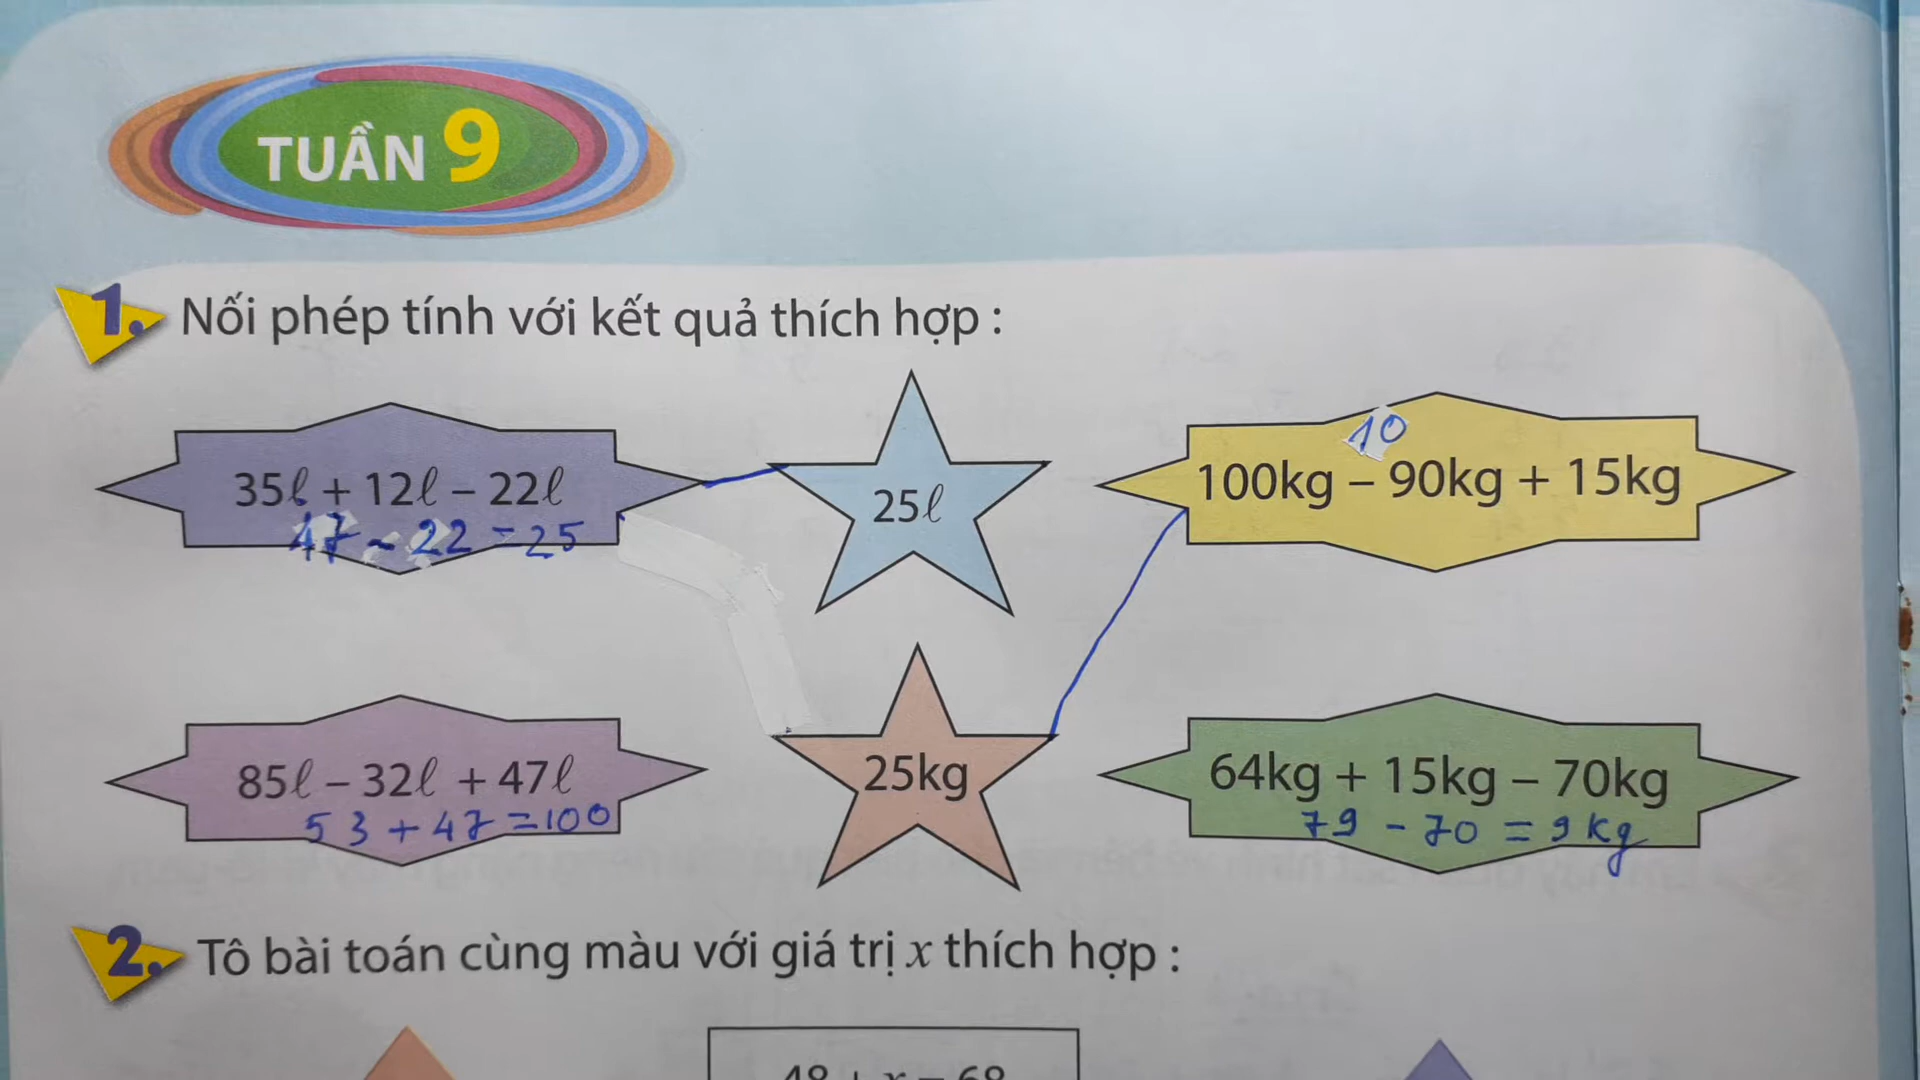 TUẦN 9
1. Nối phép tính với kết quả thích hợp :
35ℓ + 12ℓ – 22ℓ
47 - 22 = 25
25ℓ
10
100kg – 90kg + 15kg
85ℓ – 32ℓ + 47ℓ
53 + 47 = 100
25kg
64kg + 15kg – 70kg
79 - 70 = 9 kg
2. Tô bài toán cùng màu với giá trị x thích hợp :
48 + x = 68